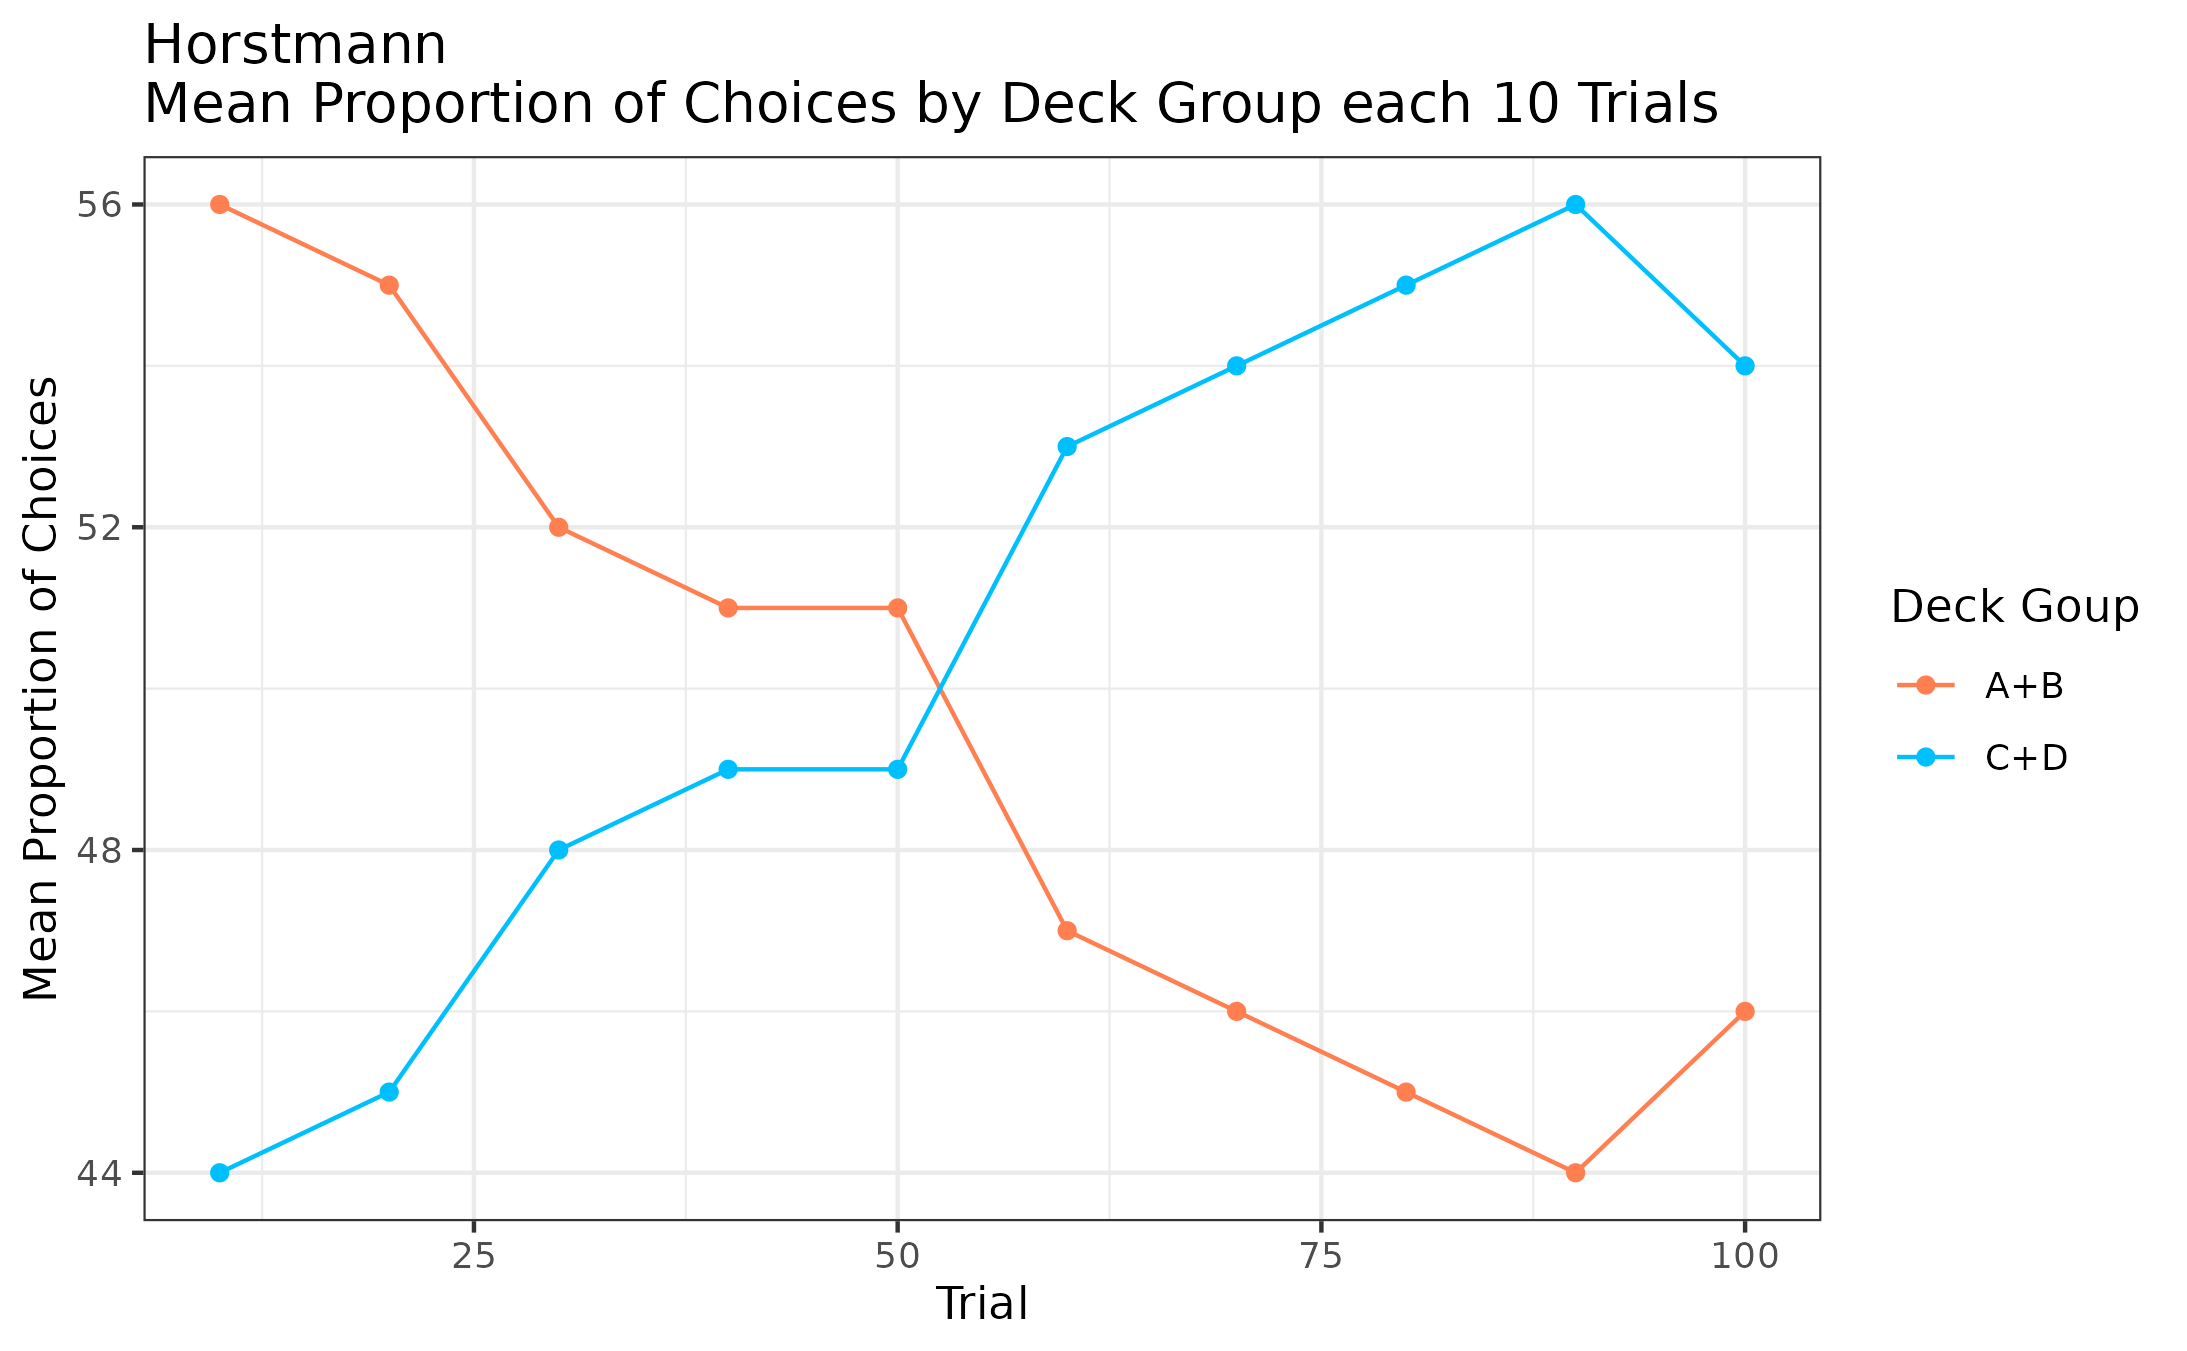 Horstmann
Mean Proportion of Choices by Deck Group each 10 Trials
Mean Proportion of Choices
56
52
48
44
25
50
75
100
Trial
Deck Goup
A+B
C+D